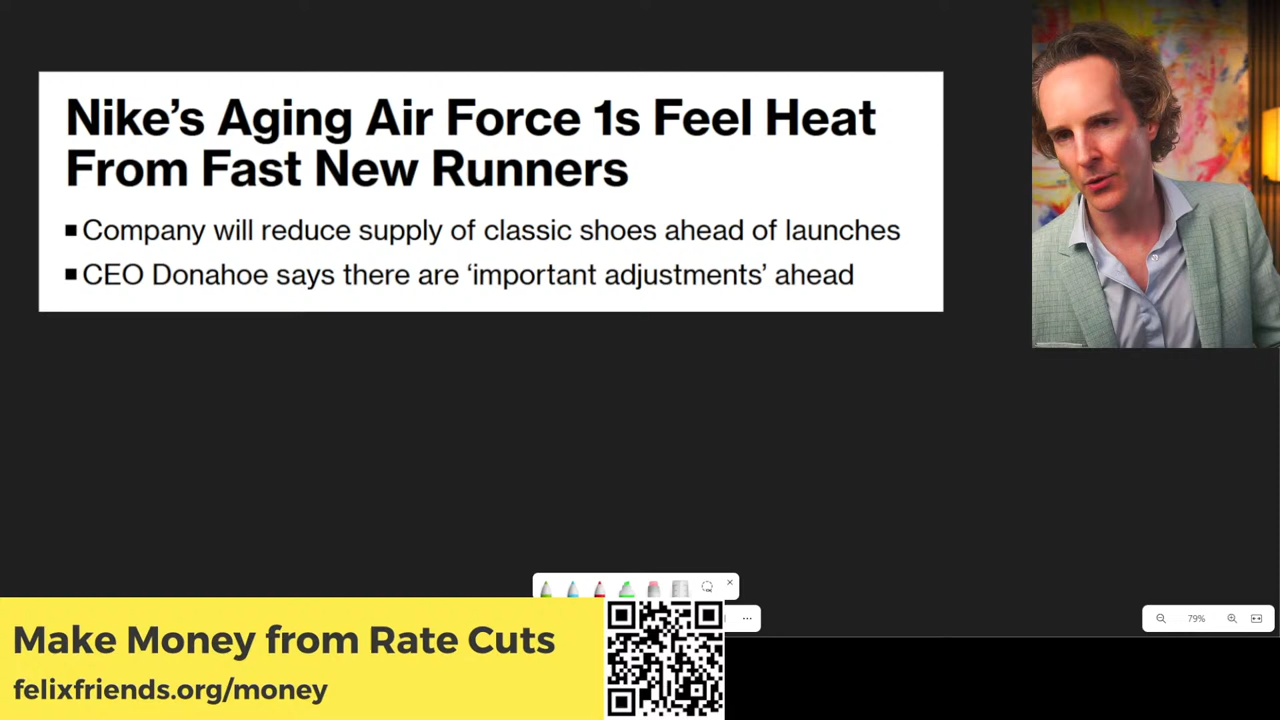 Nike’s Aging Air Force 1s Feel Heat
From Fast New Runners
▪ Company will reduce supply of classic shoes ahead of launches
▪ CEO Donahoe says there are ‘important adjustments’ ahead
79%
Make Money from Rate Cuts
felixfriends.org/money